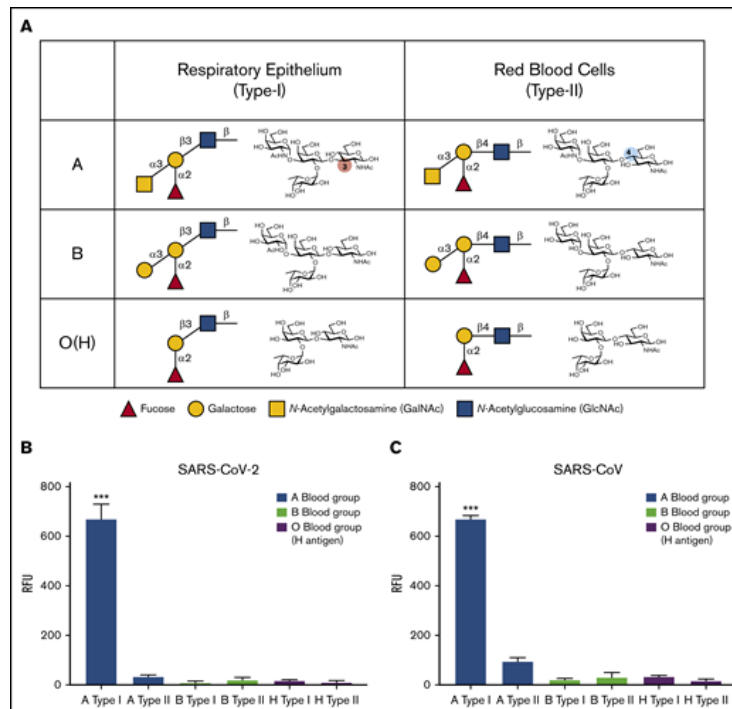 A
Respiratory Epithelium
(Type-I)
Red Blood Cells
(Type-II)
A
β3
β
α3
α2
3
β4
β
α3
α2
4
B
β3
β
α3
α2
β4
β
α3
α2
O(H)
β3
β
α2
β4
β
α2
Fucose
Galactose
N-Acetylgalactosamine (GalNAc)
N-Acetylglucosamine (GlcNAc)
B
SARS-CoV-2
800
600
400
200
0
RFU
***
A Blood group
B Blood group
O Blood group
(H antigen)
A Type I
A Type II
B Type I
B Type II
H Type I
H Type II
C
SARS-CoV
800
600
400
200
0
RFU
***
A Blood group
B Blood group
O Blood group
(H antigen)
A Type I
A Type II
B Type I
B Type II
H Type I
H Type II